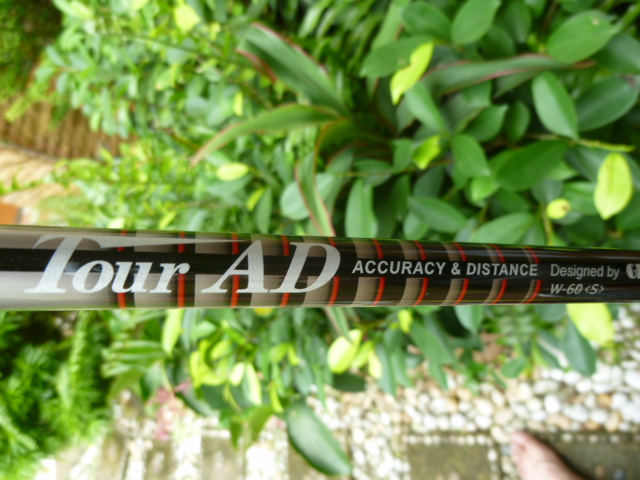 Tour AD ACCURACY & DISTANCE Designed by
W-60<S>